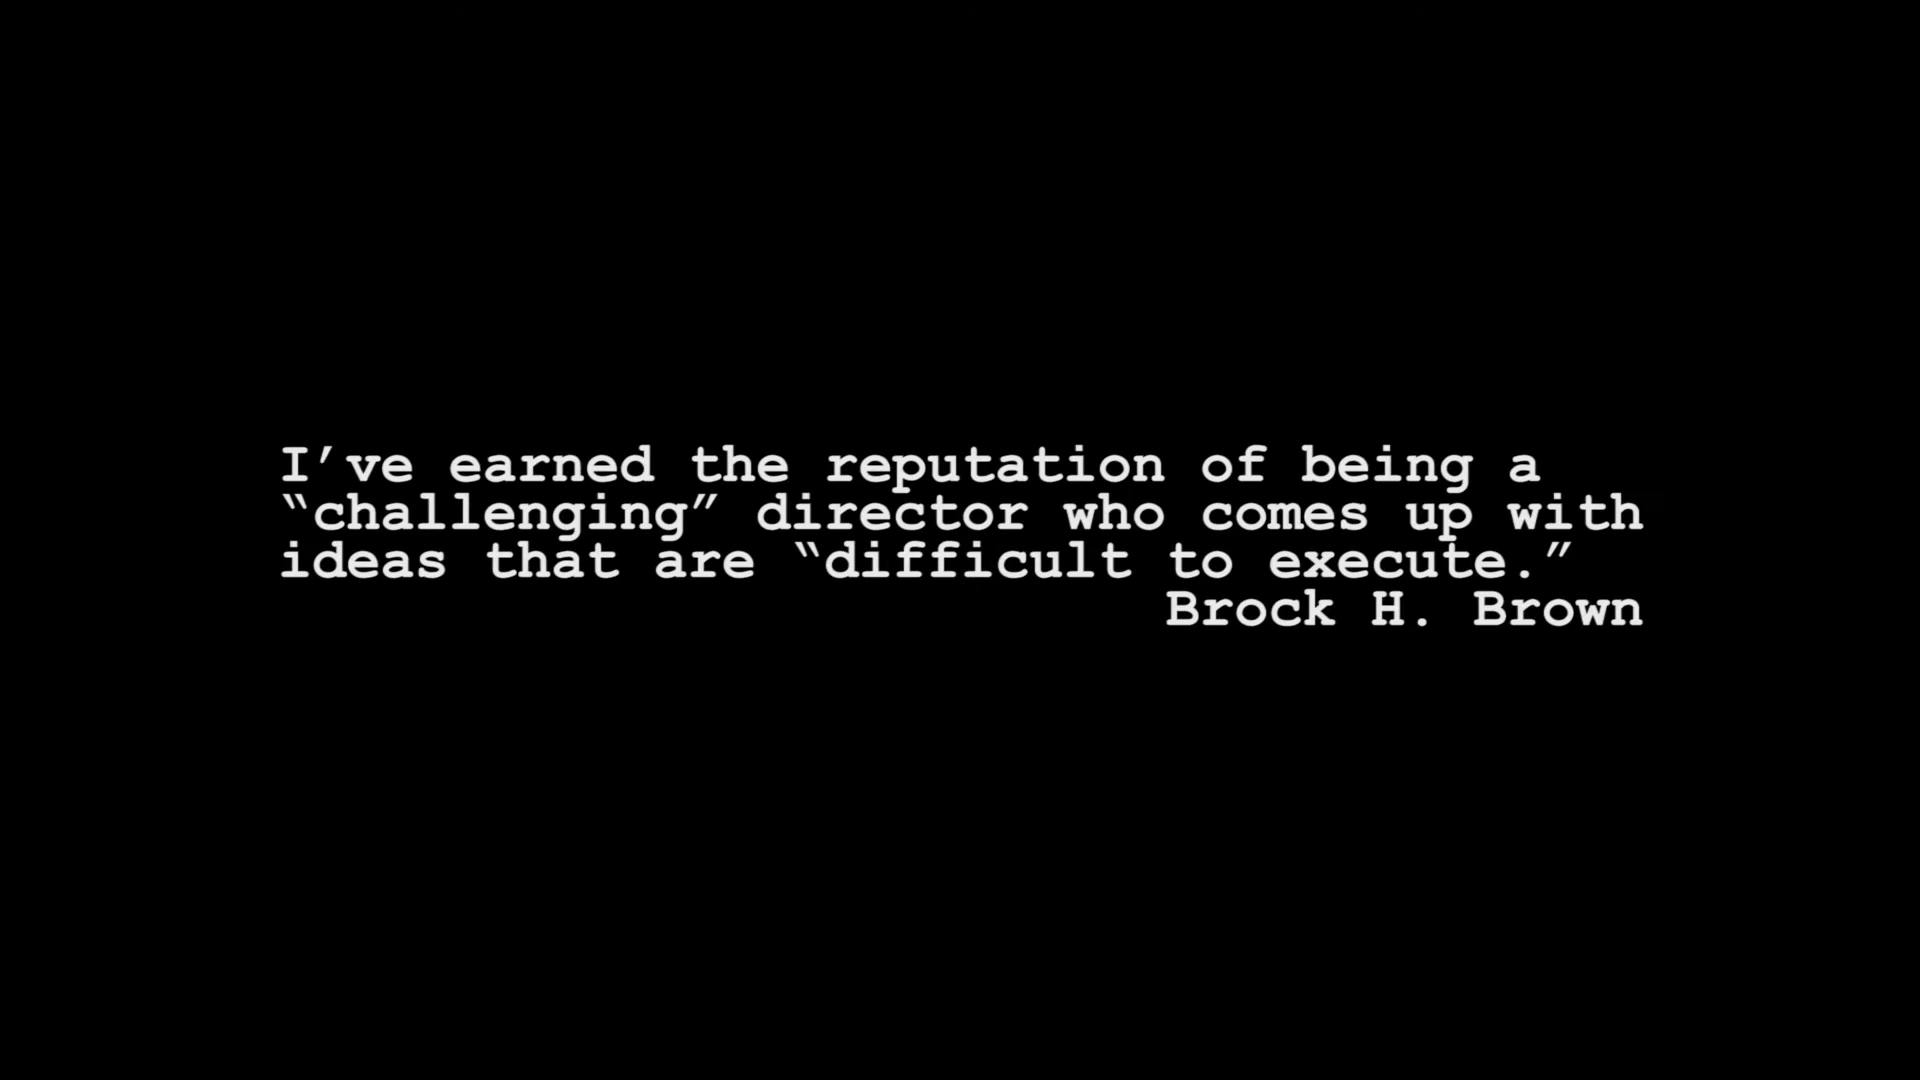 I’ve earned the reputation of being a
“challenging” director who comes up with
ideas that are “difficult to execute.”
Brock H. Brown